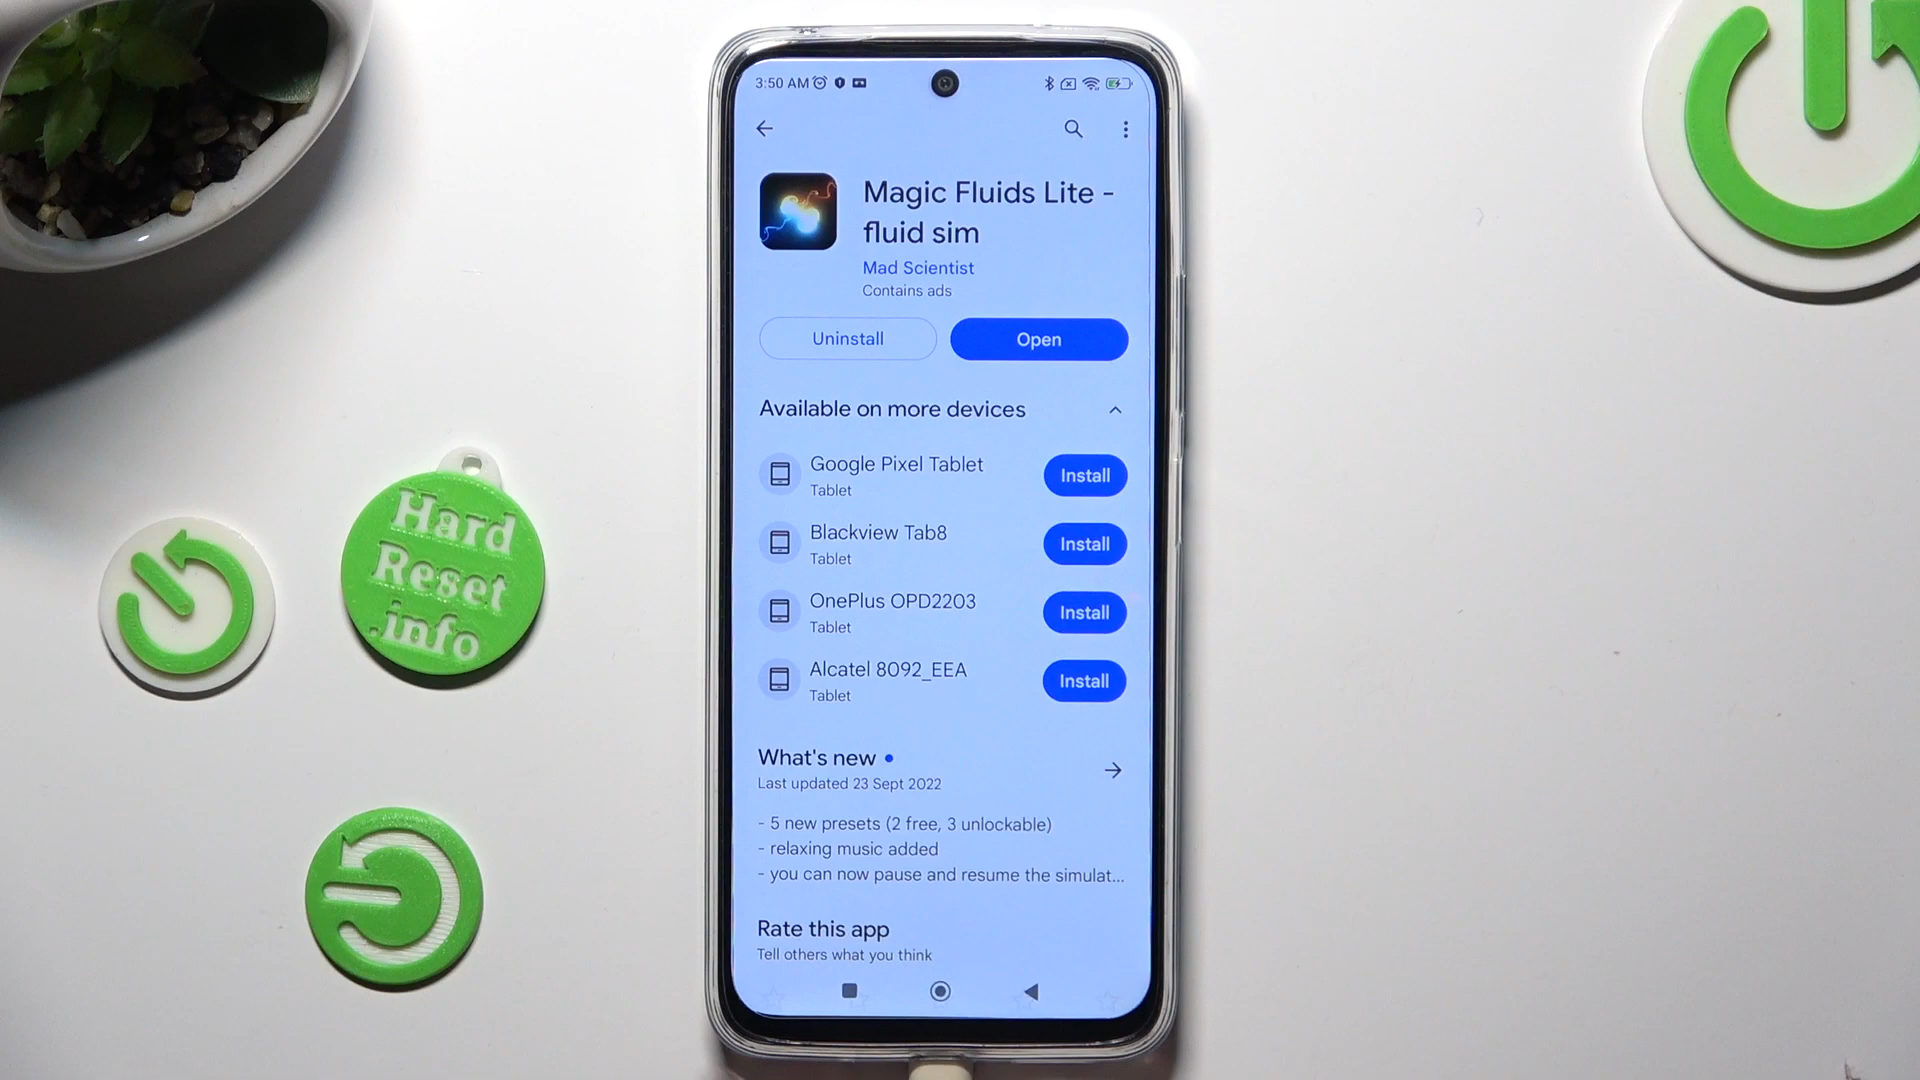 3:50 AM
Magic Fluids Lite -
fluid sim
Mad Scientist
Contains ads
Uninstall
Open
Available on more devices
Google Pixel Tablet
Tablet
Install
Blackview Tab8
Tablet
Install
OnePlus OPD2203
Tablet
Install
Alcatel 8092_EEA
Tablet
Install
What's new
Last updated 23 Sept 2022
- 5 new presets (2 free, 3 unlockable)
- relaxing music added
- you can now pause and resume the simulat...
Rate this app
Tell others what you think
Hard
Reset
.info